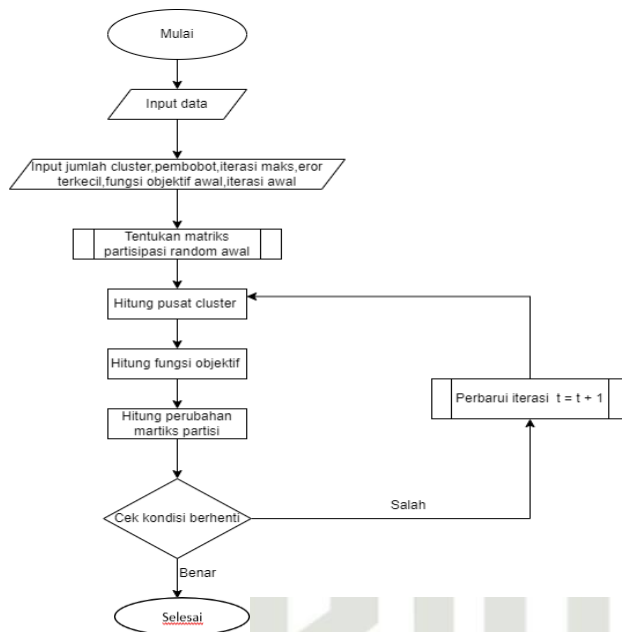 Mulai
Input data
Input jumlah cluster,pembobot,iterasi maks,eror
terkecil,fungsi objektif awal,iterasi awal
Tentukan matriks
partisipasi random awal
Hitung pusat cluster
Hitung fungsi objektif
Perbarui iterasi t = t + 1
Hitung perubahan
martiks partisi
Cek kondisi berhenti
Salah
Benar
Selesai